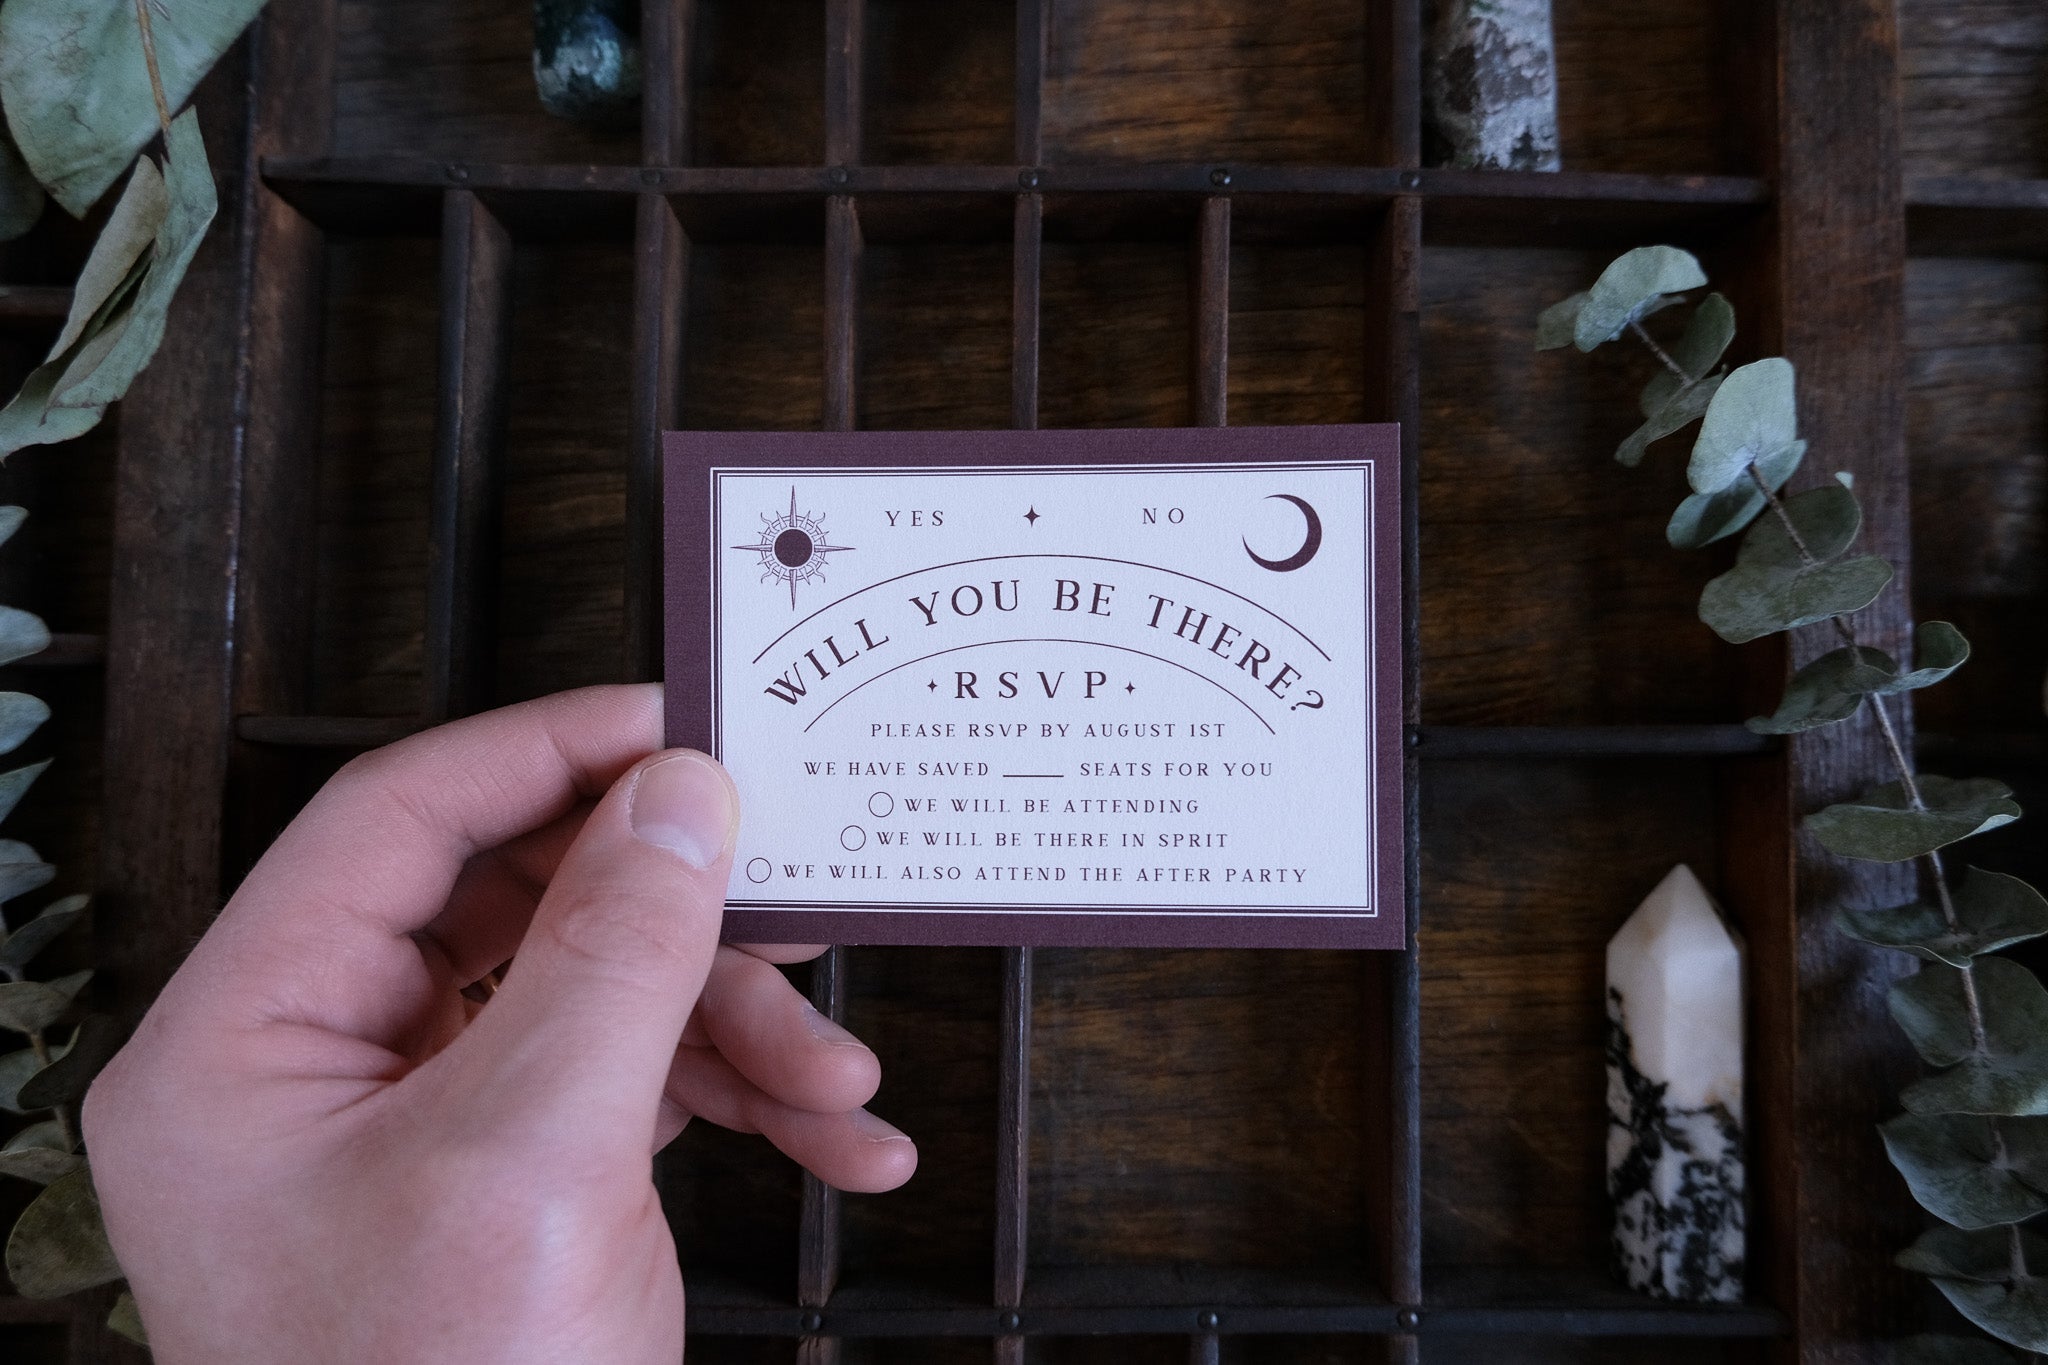 YES ✦ NO
WILL YOU BE THERE?
RSVP
PLEASE RSVP BY AUGUST 1ST
WE HAVE SAVED ____ SEATS FOR YOU
WE WILL BE ATTENDING
WE WILL BE THERE IN SPRIT
WE WILL ALSO ATTEND THE AFTER PARTY